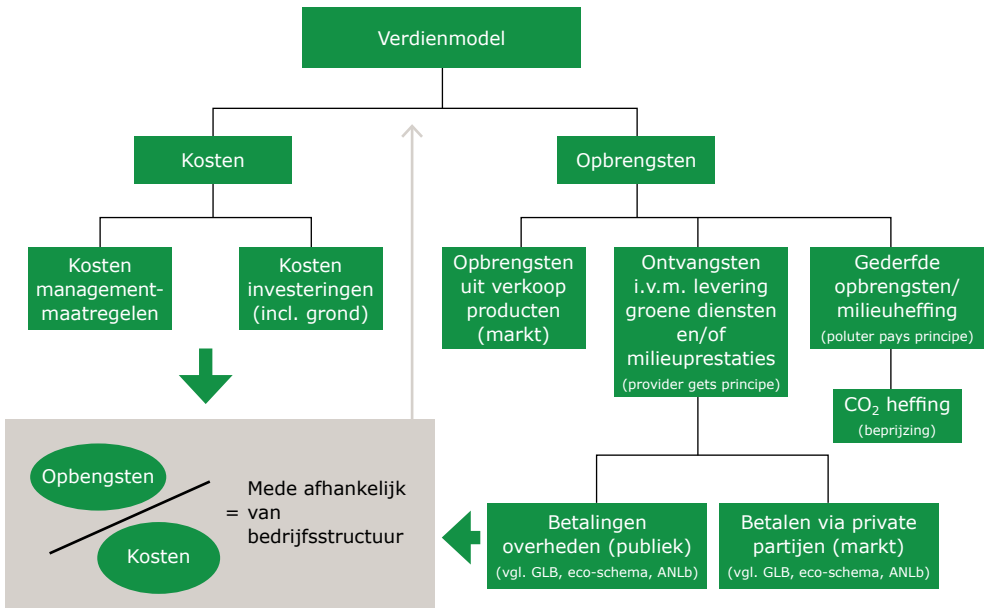 Verdienmodel
Kosten
Opbrengsten
Kosten
management-
maatregelen
Kosten
investeringen
(incl. grond)
Opbrengsten
uit verkoop
producten
(markt)
Ontvangsten
i.v.m. levering
groene diensten
en/of
milieuprestaties
(provider gets principe)
Gederfde
opbrengsten/
milieuheffing
(poluter pays principe)
CO₂ heffing
(beprijzing)
Opbengsten
Kosten
=
Mede afhankelijk
van
bedrijfsstructuur
Betalingen
overheden (publiek)
(vgl. GLB, eco-schema, ANLb)
Betalen via private
partijen (markt)
(vgl. GLB, eco-schema, ANLb)